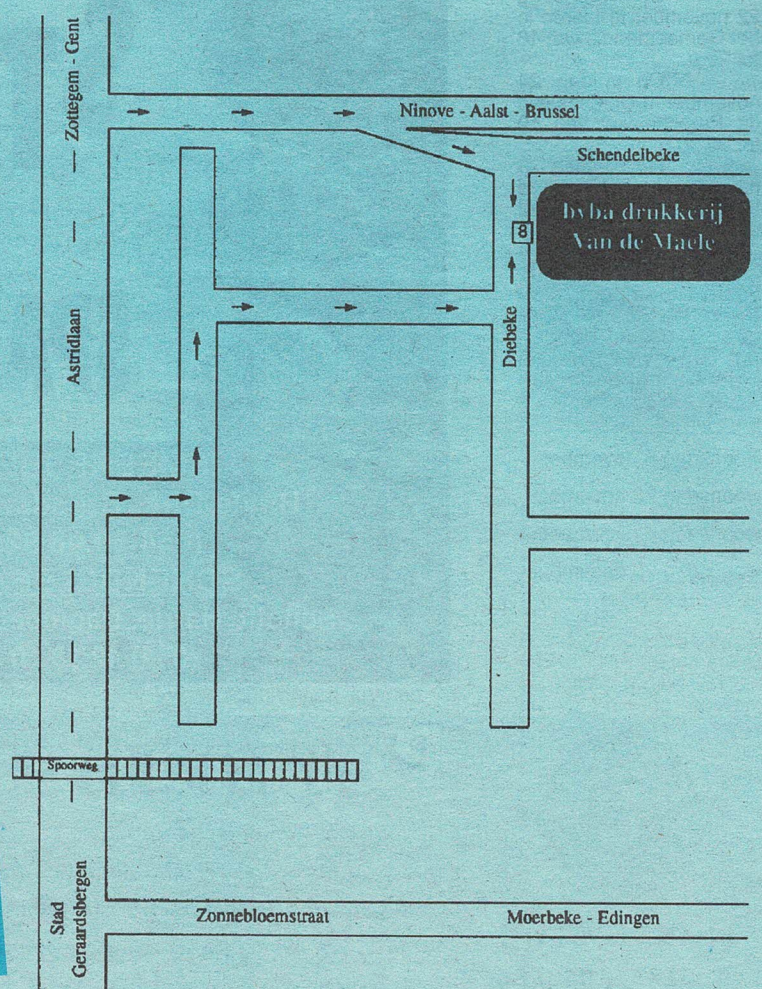 Zottegem - Gent
Ninove - Aalst - Brussel
Schendelbeke
bvba drukkerij
Van de Maele
8
Diebeke
Astridlaan
Spoorweg
Stad
Geraardsbergen
Zonnebloemstraat
Moerbeke - Edingen